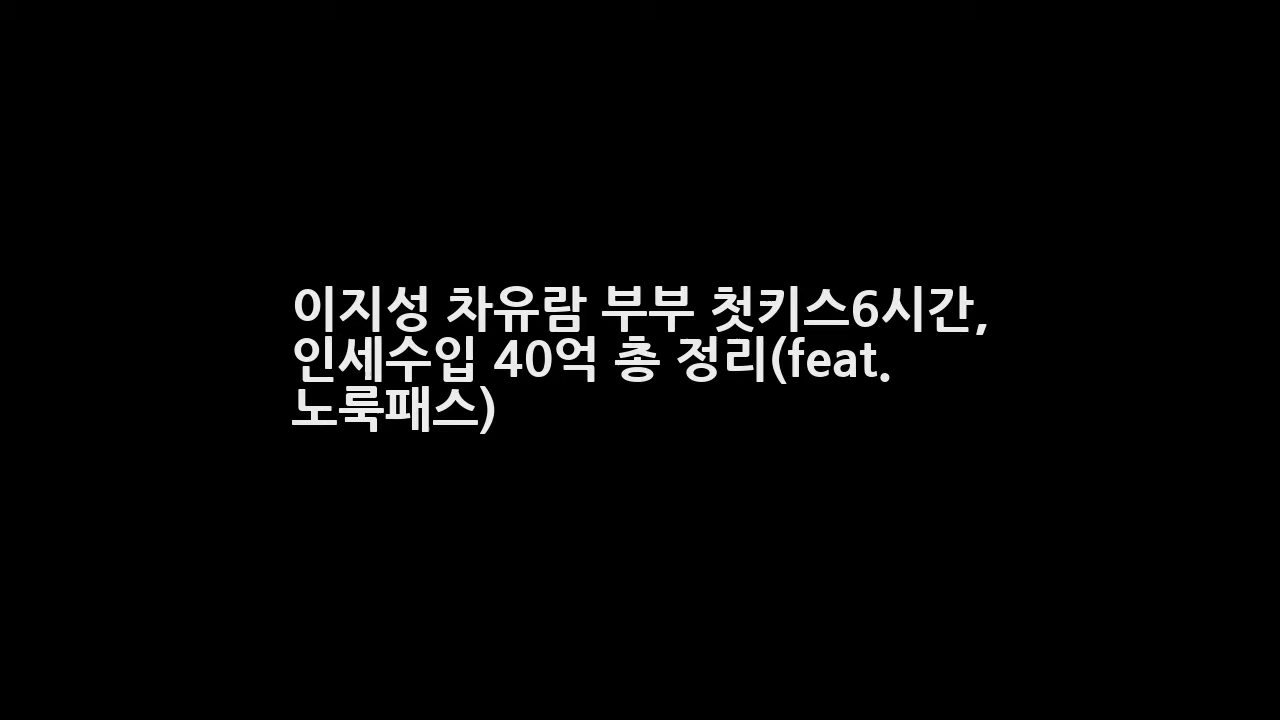 이지성 차유람 부부 첫키스6시간,
인세수입 40억 총 정리(feat.
노룩패스)